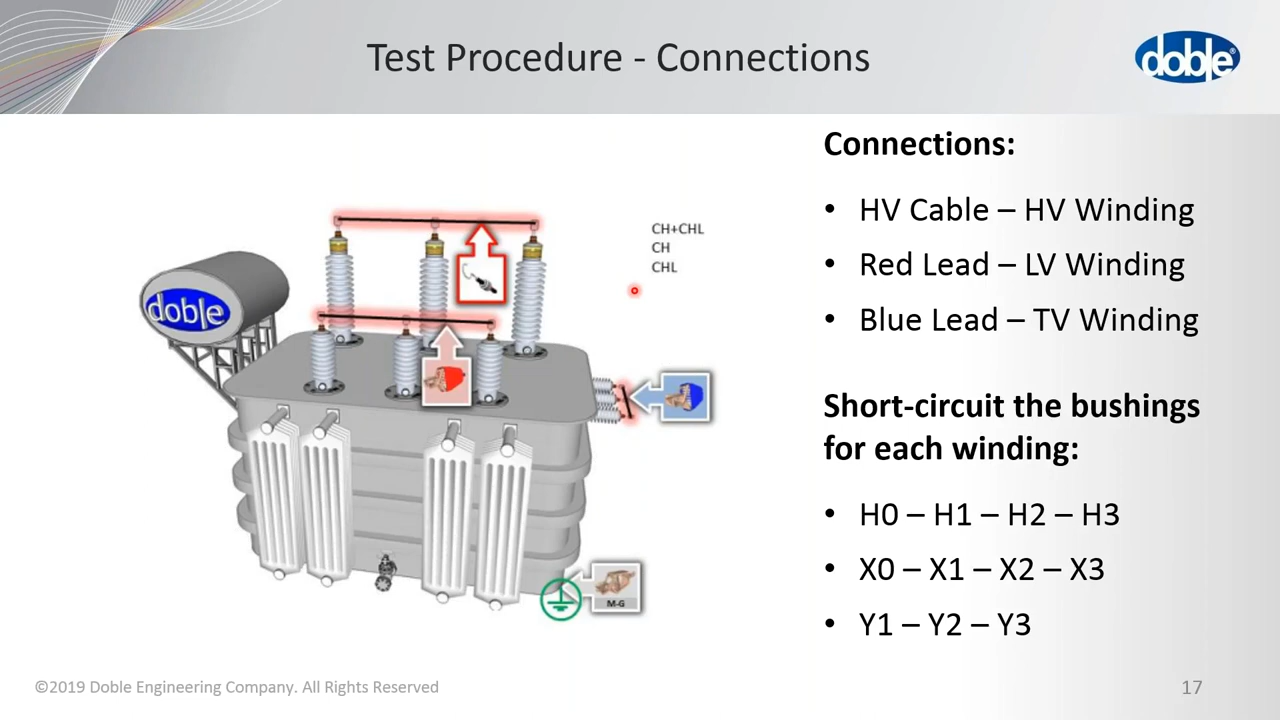 Test Procedure - Connections
doble®
Connections:
• HV Cable – HV Winding
• Red Lead – LV Winding
• Blue Lead – TV Winding
Short-circuit the bushings
for each winding:
• H0 – H1 – H2 – H3
• X0 – X1 – X2 – X3
• Y1 – Y2 – Y3
CH+CHL
CH
CHL
doble
M-G
©2019 Doble Engineering Company. All Rights Reserved
17